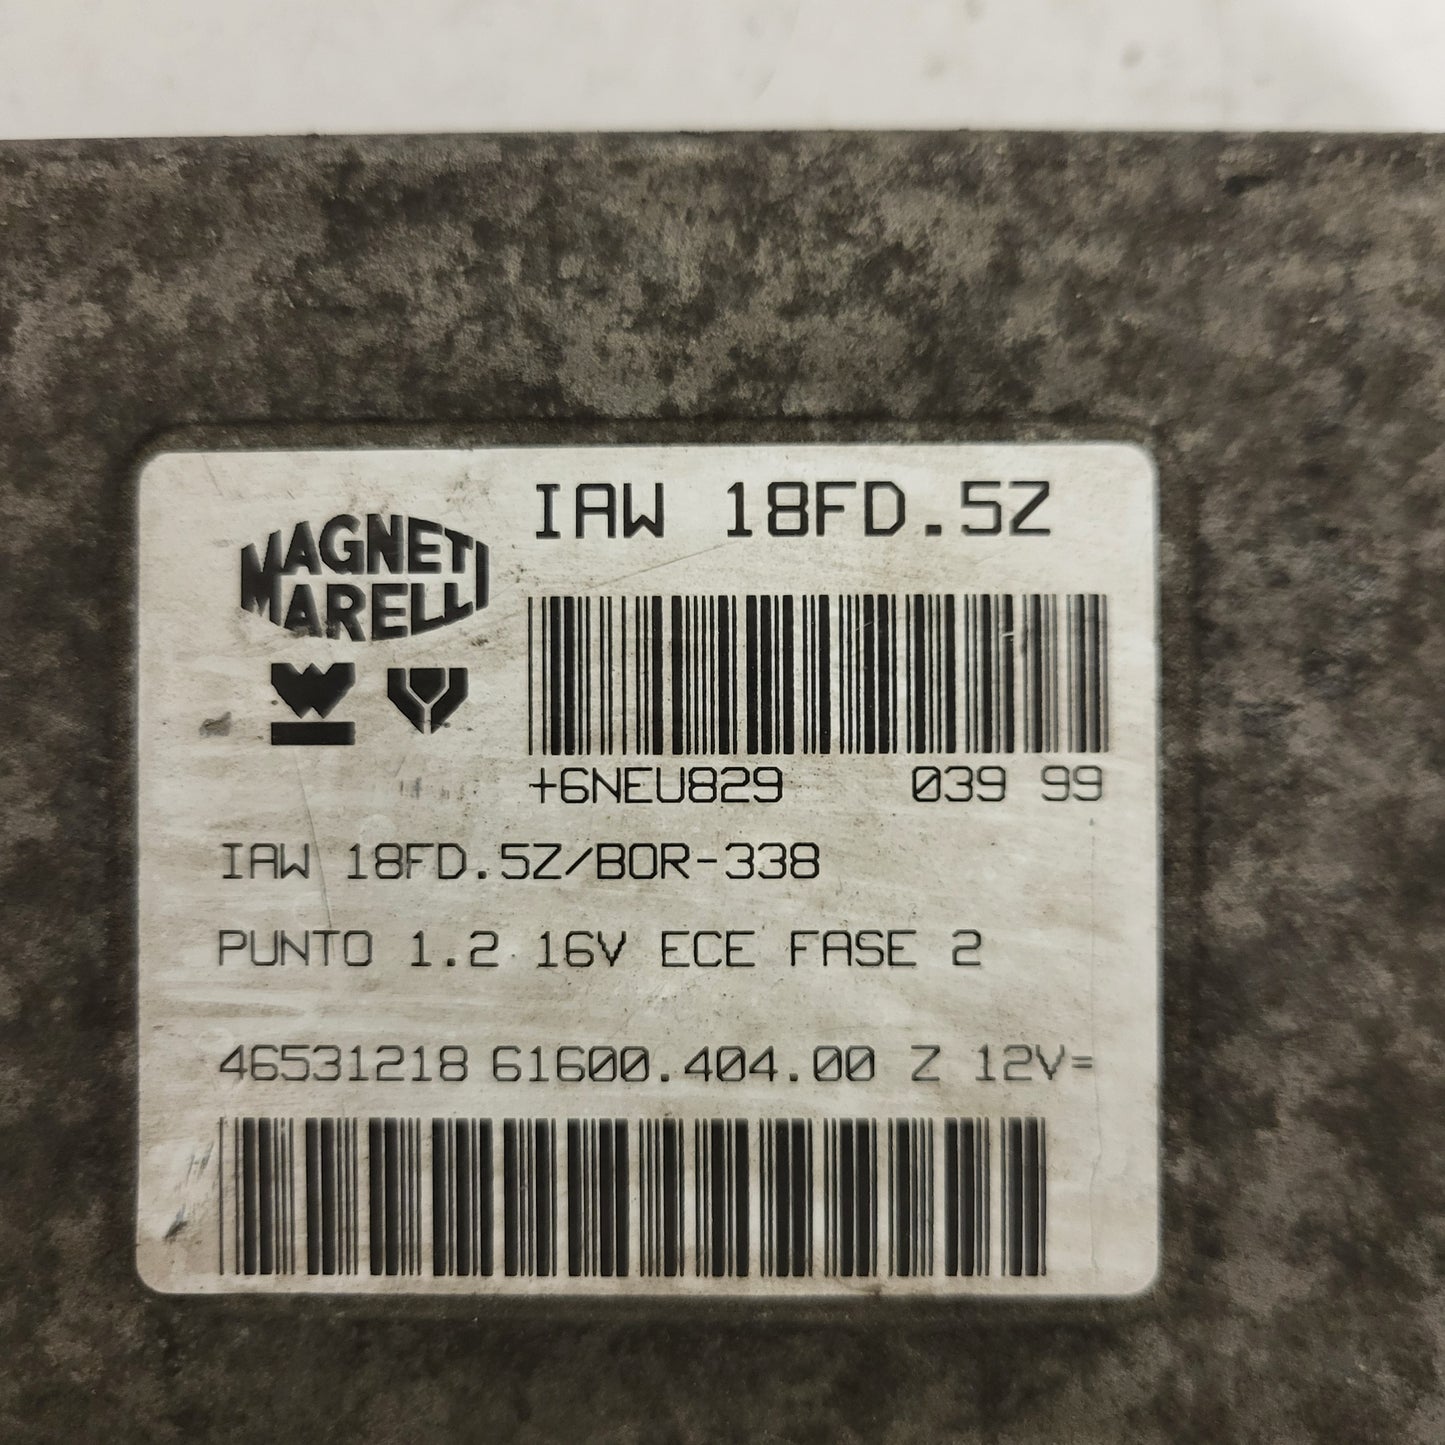 MAGNETI
MARELLI
IAW 18FD.5Z
+6NEU829 039 99
IAW 18FD.5Z/BOR-338
PUNTO 1.2 16V ECE FASE 2
46531218 61600.404.00 Z 12V=